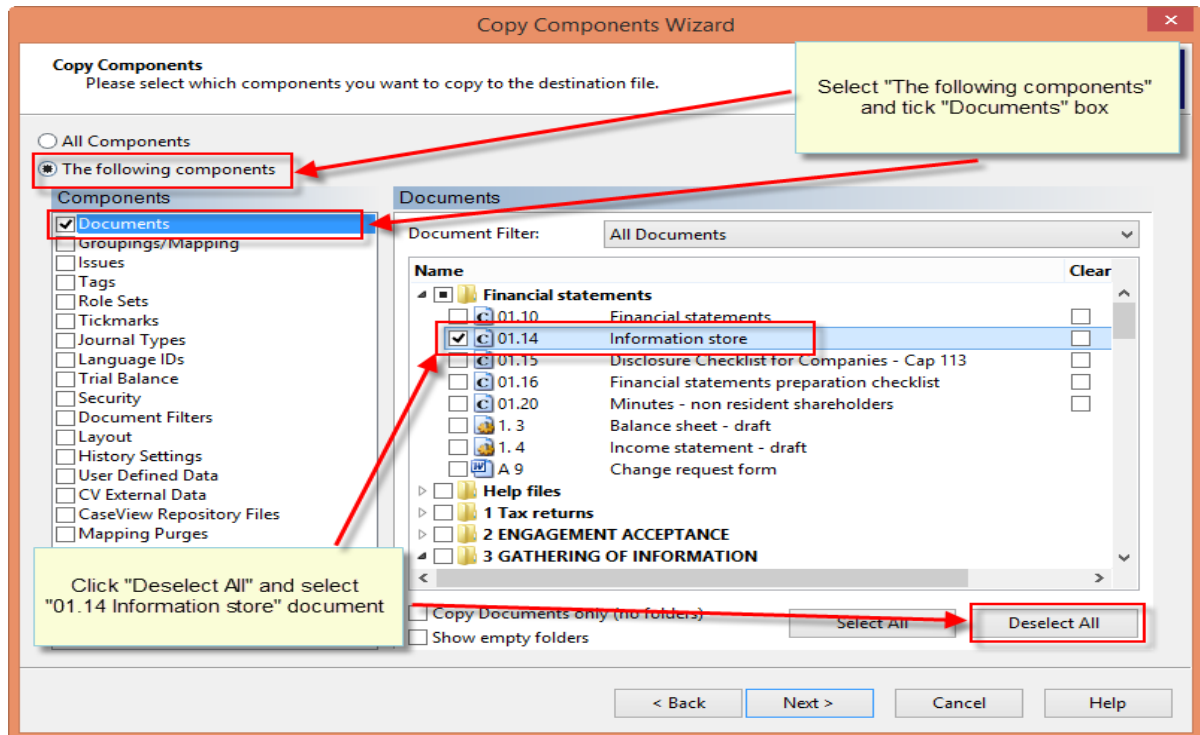 Copy Components Wizard
Copy Components
Please select which components you want to copy to the destination file.
Select "The following components"
and tick "Documents" box
All Components
The following components
Components
Documents
Groupings/Mapping
Issues
Tags
Role Sets
Tickmarks
Journal Types
Language IDs
Trial Balance
Security
Document Filters
Layout
History Settings
User Defined Data
CV External Data
CaseView Repository Files
Mapping Purges
Click "Deselect All" and select
"01.14 Information store" document
Documents
Document Filter: All Documents
Name Clear
Financial statements
01.10 Financial statements
01.14 Information store
01.15 Disclosure Checklist for Companies - Cap 113
01.16 Financial statements preparation checklist
01.20 Minutes - non resident shareholders
1. 3 Balance sheet - draft
1. 4 Income statement - draft
A 9 Change request form
Help files
1 Tax returns
2 ENGAGEMENT ACCEPTANCE
3 GATHERING OF INFORMATION
Copy Documents only (no folders)
Show empty folders
Select All
Deselect All
< Back
Next >
Cancel
Help